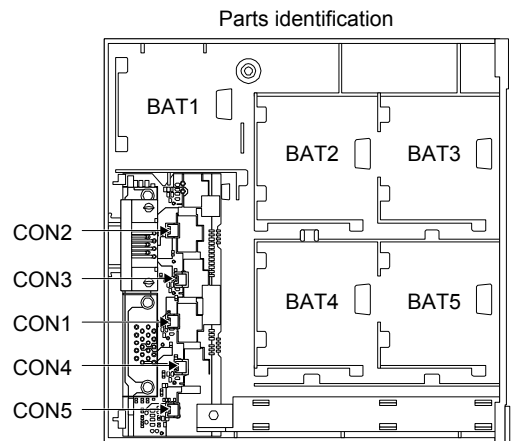 Parts identification
BAT1
BAT2
BAT3
CON2
CON3
BAT4
BAT5
CON1
CON4
CON5